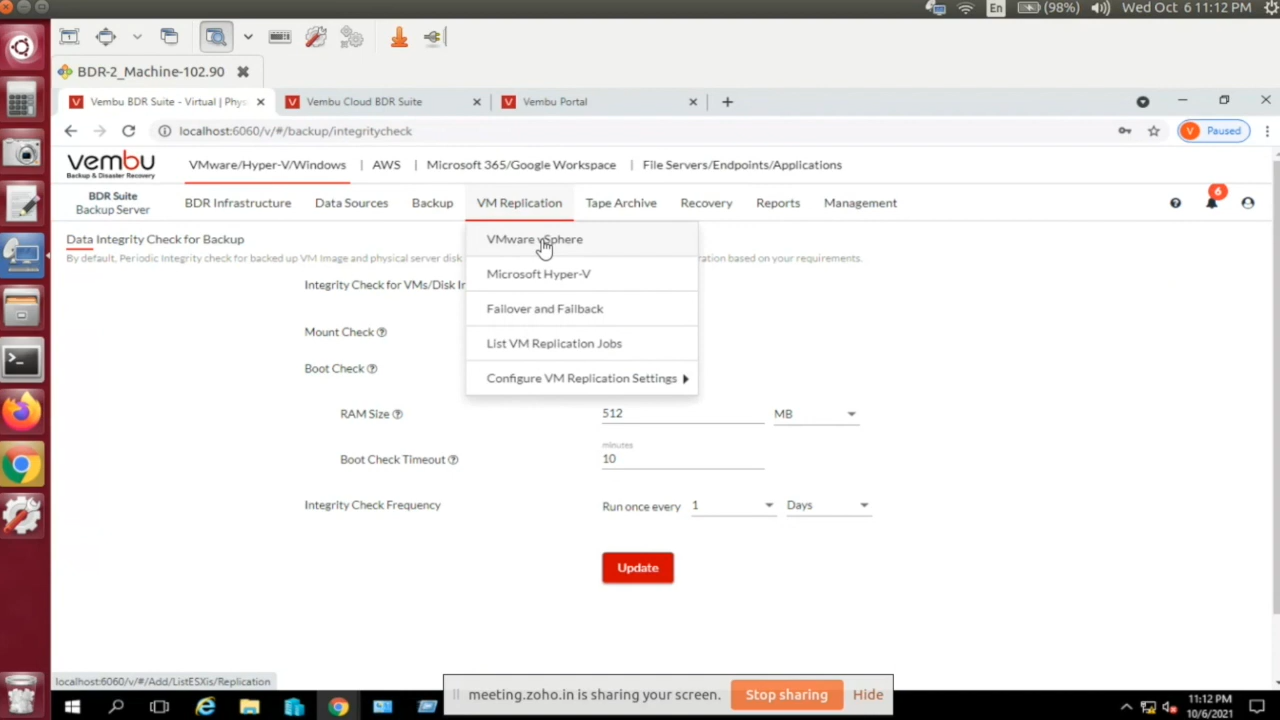 En (98%) Wed Oct 6 11:12 PM
BDR-2_Machine-102.90
Vembu BDR Suite - Virtual | Phys
Vembu Cloud BDR Suite
Vembu Portal
localhost:6060/v/#/backup/integritycheck
V Paused
vembu
Backup & Disaster Recovery
VMware/Hyper-V/Windows | AWS | Microsoft 365/Google Workspace | File Servers/Endpoints/Applications
BDR Suite
Backup Server
BDR Infrastructure Data Sources Backup VM Replication Tape Archive Recovery Reports Management
6
Data Integrity Check for Backup
By default, Periodic Integrity check for backed up VM Image and physical server disk
ration based on your requirements.
VMware vSphere
Microsoft Hyper-V
Failover and Failback
List VM Replication Jobs
Configure VM Replication Settings
Integrity Check for VMs/Disk Im
Mount Check
Boot Check
RAM Size 512 MB
minutes
Boot Check Timeout 10
Integrity Check Frequency Run once every 1 Days
Update
localhost:6060/v/#/Add/ListESXis/Replication
meeting.zoho.in is sharing your screen. Stop sharing Hide
11:12 PM
10/6/2021